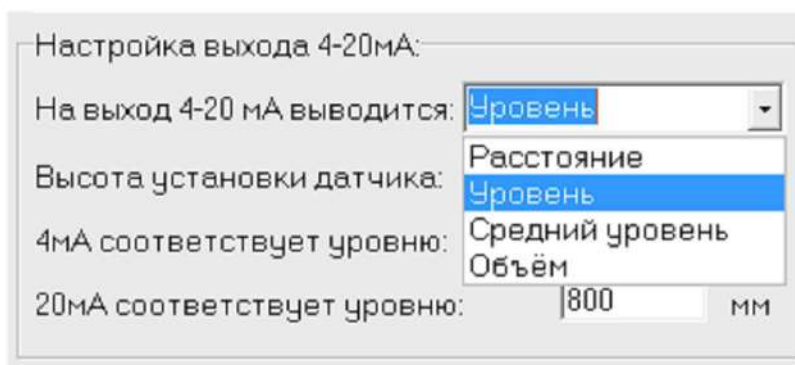 Настройка выхода 4-20мА:
На выход 4-20 мА выводится: Уровень
Расстояние
Высота установки датчика:
Уровень
Средний уровень
4мА соответствует уровню:
Объём
20мА соответствует уровню: 800 мм